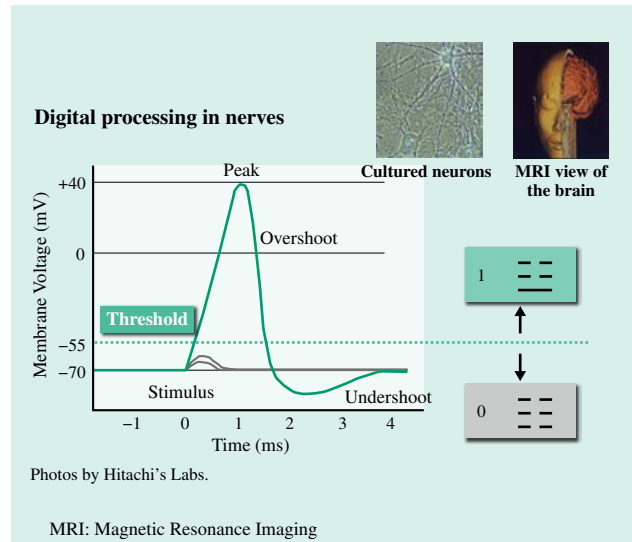 Digital processing in nerves
Cultured neurons
MRI view of
the brain
Membrane Voltage (mV)
+40
0
−55
−70
Peak
Overshoot
Threshold
Stimulus
Undershoot
−1 0 1 2 3 4
Time (ms)
1
0
Photos by Hitachi’s Labs.
MRI: Magnetic Resonance Imaging